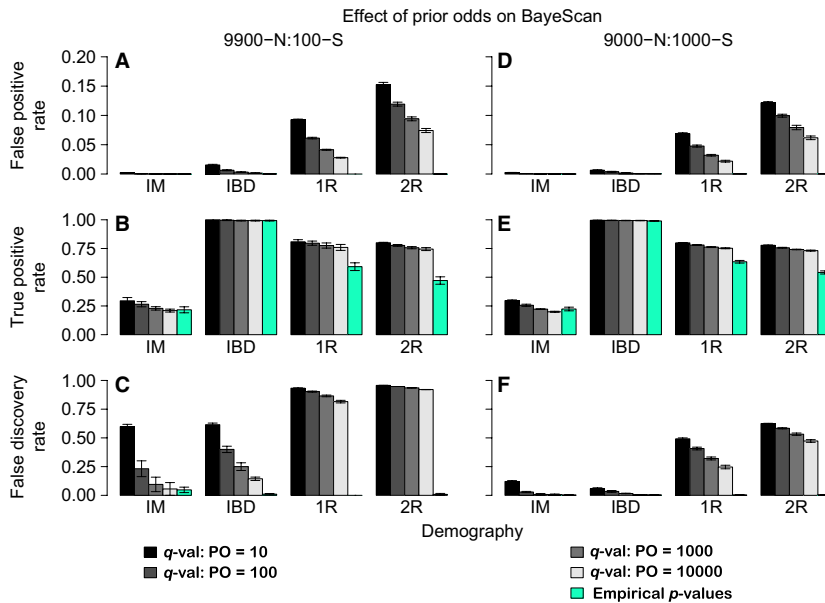 Effect of prior odds on BayeScan
9900−N:100−S
9000−N:1000−S
A
False positive
rate
0.20
0.15
0.10
0.05
0.00
IM IBD 1R 2R
D
IM IBD 1R 2R
B
True positive
rate
1.00
0.75
0.50
0.25
0.00
IM IBD 1R 2R
E
IM IBD 1R 2R
C
False discovery
rate
1.00
0.75
0.50
0.25
0.00
IM IBD 1R 2R
F
IM IBD 1R 2R
Demography
q-val: PO = 10
q-val: PO = 100
q-val: PO = 1000
q-val: PO = 10000
Empirical p-values